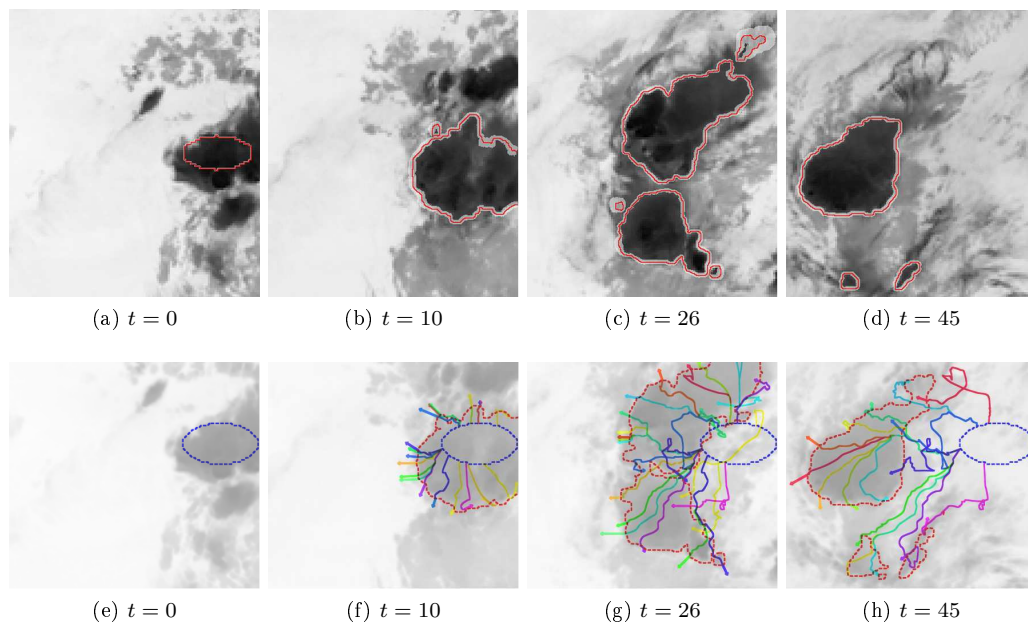 (a) t = 0
(b) t = 10
(c) t = 26
(d) t = 45
(e) t = 0
(f) t = 10
(g) t = 26
(h) t = 45